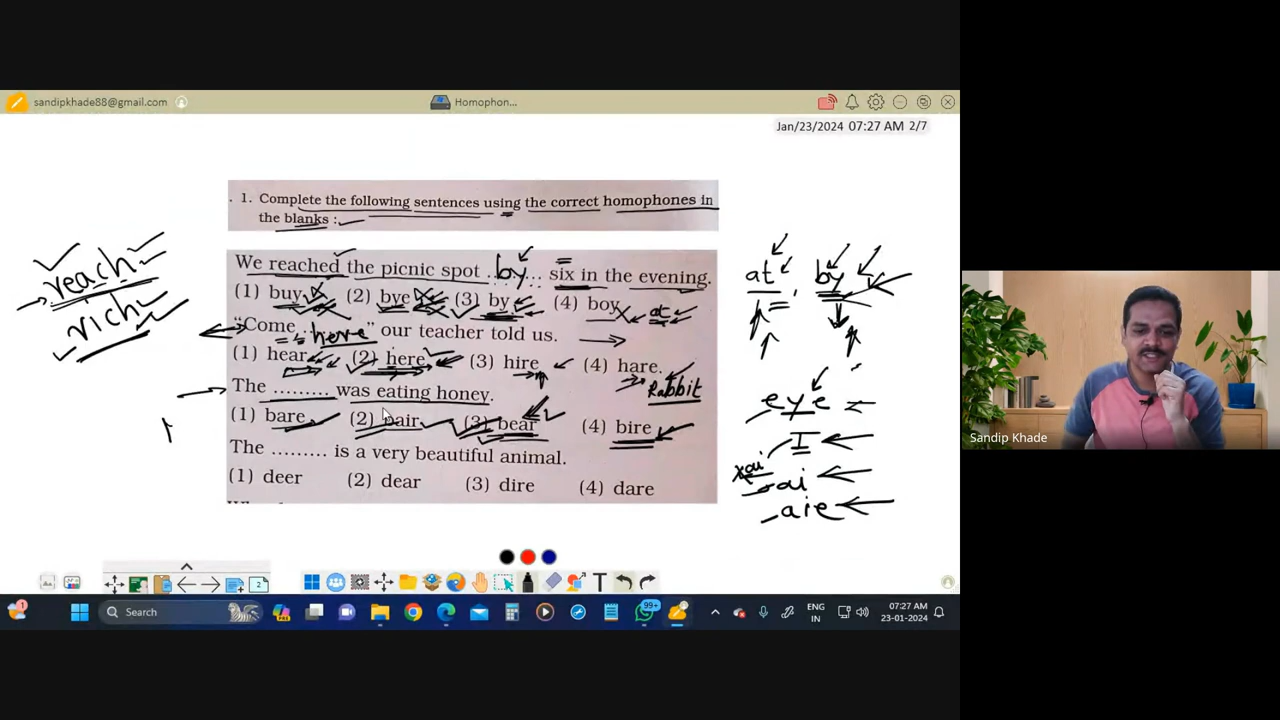 sandipkhade88@gmail.com
Homophon...
Jan/23/2024 07:27 AM 2/7
. 1. Complete the following sentences using the correct homophones in
the blanks :
We reached the picnic spot ..by.... six in the evening.
(1) buy (2) bye (3) by (4) boy
at
"Come ..here" our teacher told us.
(1) hear (2) here (3) hire (4) hare.
Rabbit
The ......... was eating honey.
(1) bare (2) bair (3) bear (4) bire
The ......... is a very beautiful animal.
(1) deer (2) dear (3) dire (4) dare
reach
rich
at , by
eye
I
ai
ai
aie
Sandip Khade
2
T
Search
99+
ENG
IN
07:27 AM
23-01-2024
1